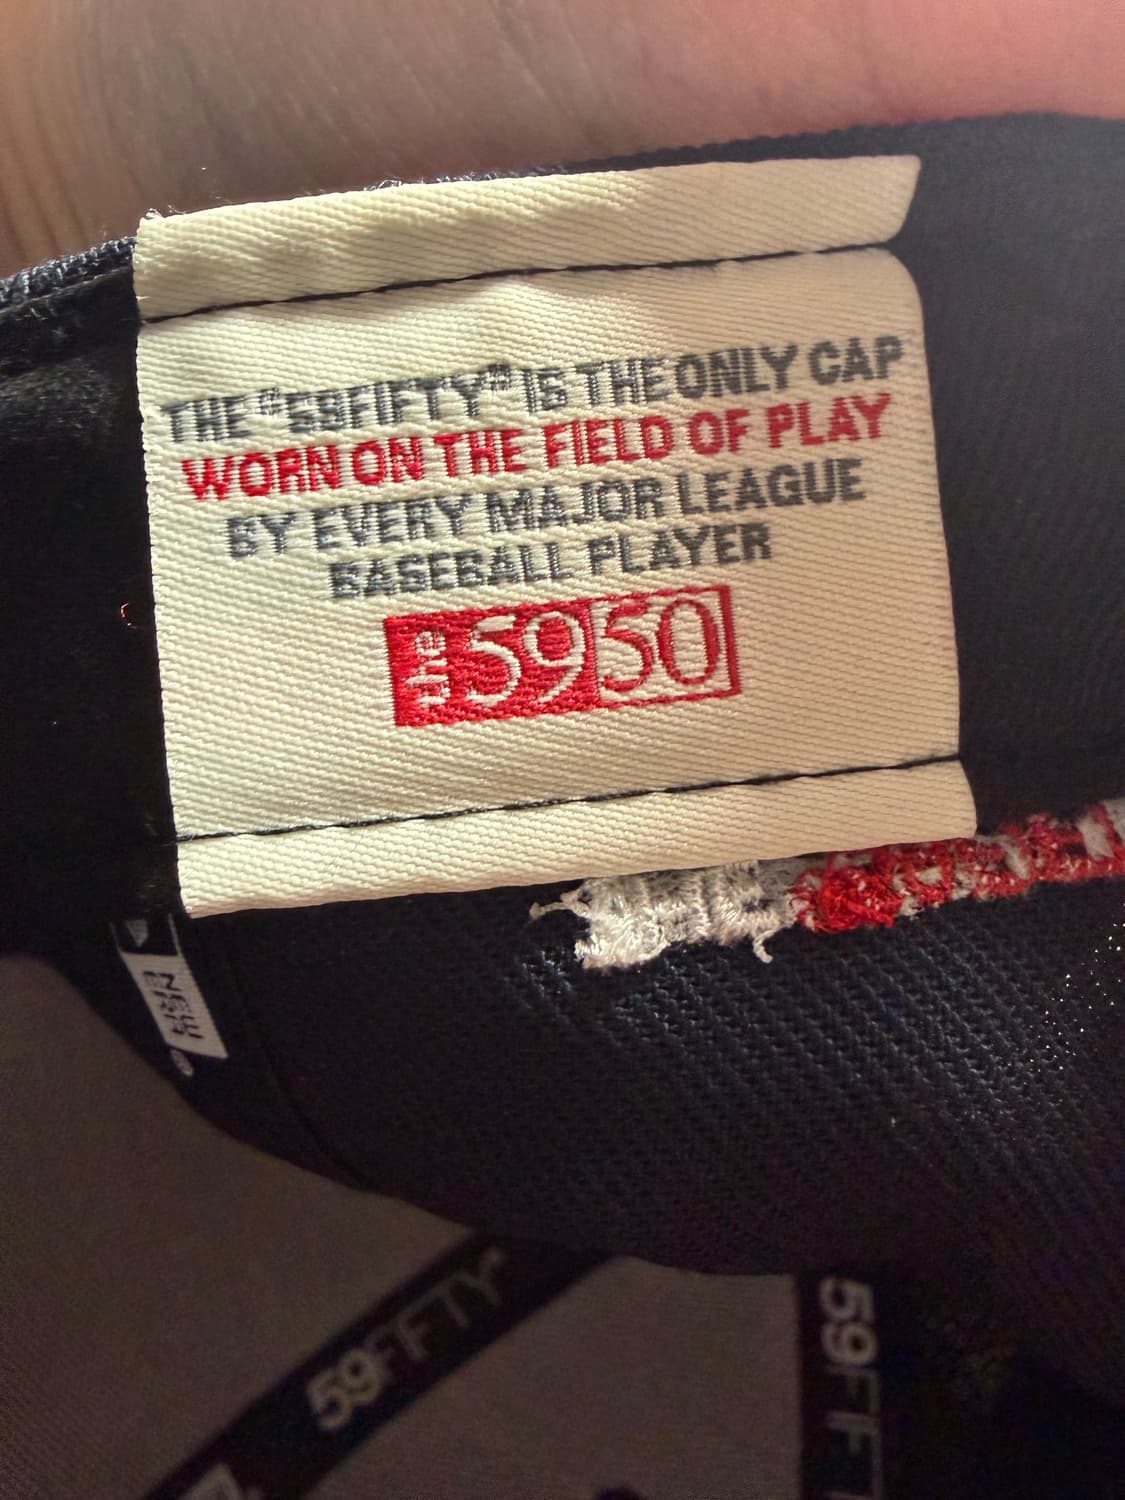 THE "59FIFTY" IS THE ONLY CAP
WORN ON THE FIELD OF PLAY
BY EVERY MAJOR LEAGUE
BASEBALL PLAYER
the 5950
NEW ERA
59FIFTY
59FIFT